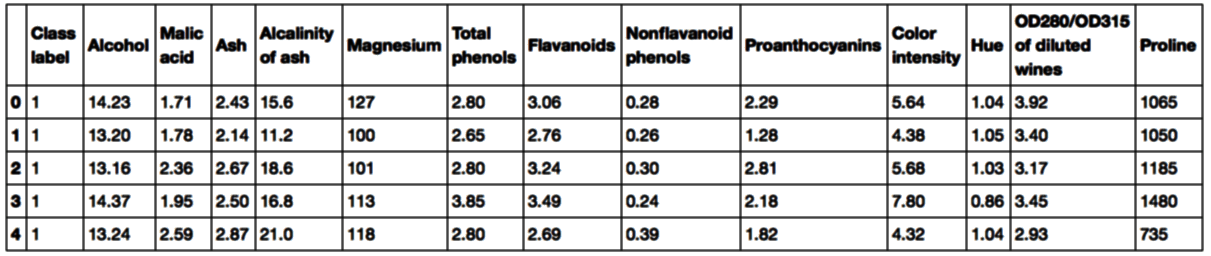 Class label Alcohol Malic acid Ash Alcalinity of ash Magnesium Total phenols Flavanoids Nonflavanoid phenols Proanthocyanins Color intensity Hue OD280/OD315 of diluted wines Proline
0 1 14.23 1.71 2.43 15.6 127 2.80 3.06 0.28 2.29 5.64 1.04 3.92 1065
1 1 13.20 1.78 2.14 11.2 100 2.65 2.76 0.26 1.28 4.38 1.05 3.40 1050
2 1 13.16 2.36 2.67 18.6 101 2.80 3.24 0.30 2.81 5.68 1.03 3.17 1185
3 1 14.37 1.95 2.50 16.8 113 3.85 3.49 0.24 2.18 7.80 0.86 3.45 1480
4 1 13.24 2.59 2.87 21.0 118 2.80 2.69 0.39 1.82 4.32 1.04 2.93 735